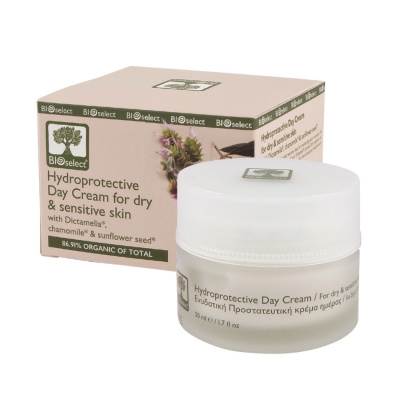 BIOselect
BIOselect
BIOselect
BIOselect
Hydroprotective
Day Cream for dry
& sensitive skin
with Dictamelia*,
chamomile* & sunflower seed*
86,91% ORGANIC OF TOTAL
BIOselect
Hydroprotective Day Cream
for dry & sensitive skin
Hydroprotective Day Cream / For dry & sensitive
Ενυδατική Προστατευτική κρέμα ημέρας /
50 ml e / 1.7 fl oz